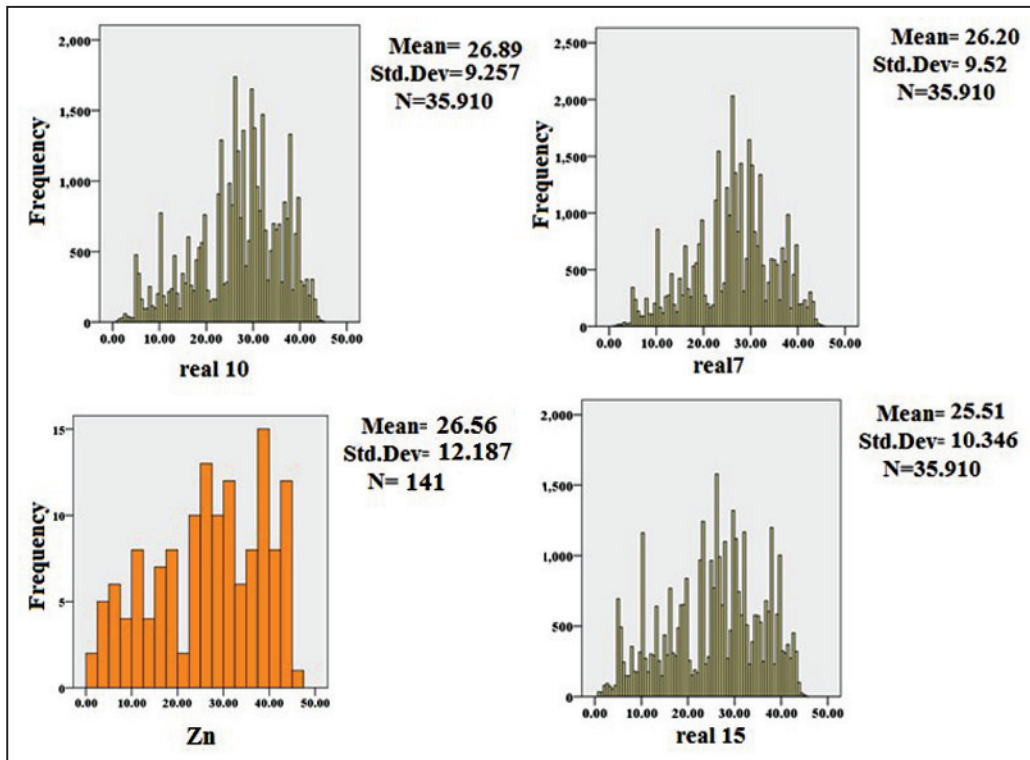 Mean= 26.89
Std.Dev=9.257
N=35.910
Frequency
2,000
1,500
1,000
500
0
0.00 10.00 20.00 30.00 40.00 50.00
real 10
Mean= 26.20
Std.Dev= 9.52
N=35.910
Frequency
2,500
2,000
1,500
1,000
500
0
0.00 10.00 20.00 30.00 40.00 50.00
real7
Mean= 26.56
Std.Dev= 12.187
N= 141
Frequency
15
10
5
0
0.00 10.00 20.00 30.00 40.00 50.00
Zn
Mean= 25.51
Std.Dev= 10.346
N=35.910
Frequency
2,000
1,500
1,000
500
0
0.00 10.00 20.00 30.00 40.00 50.00
real 15